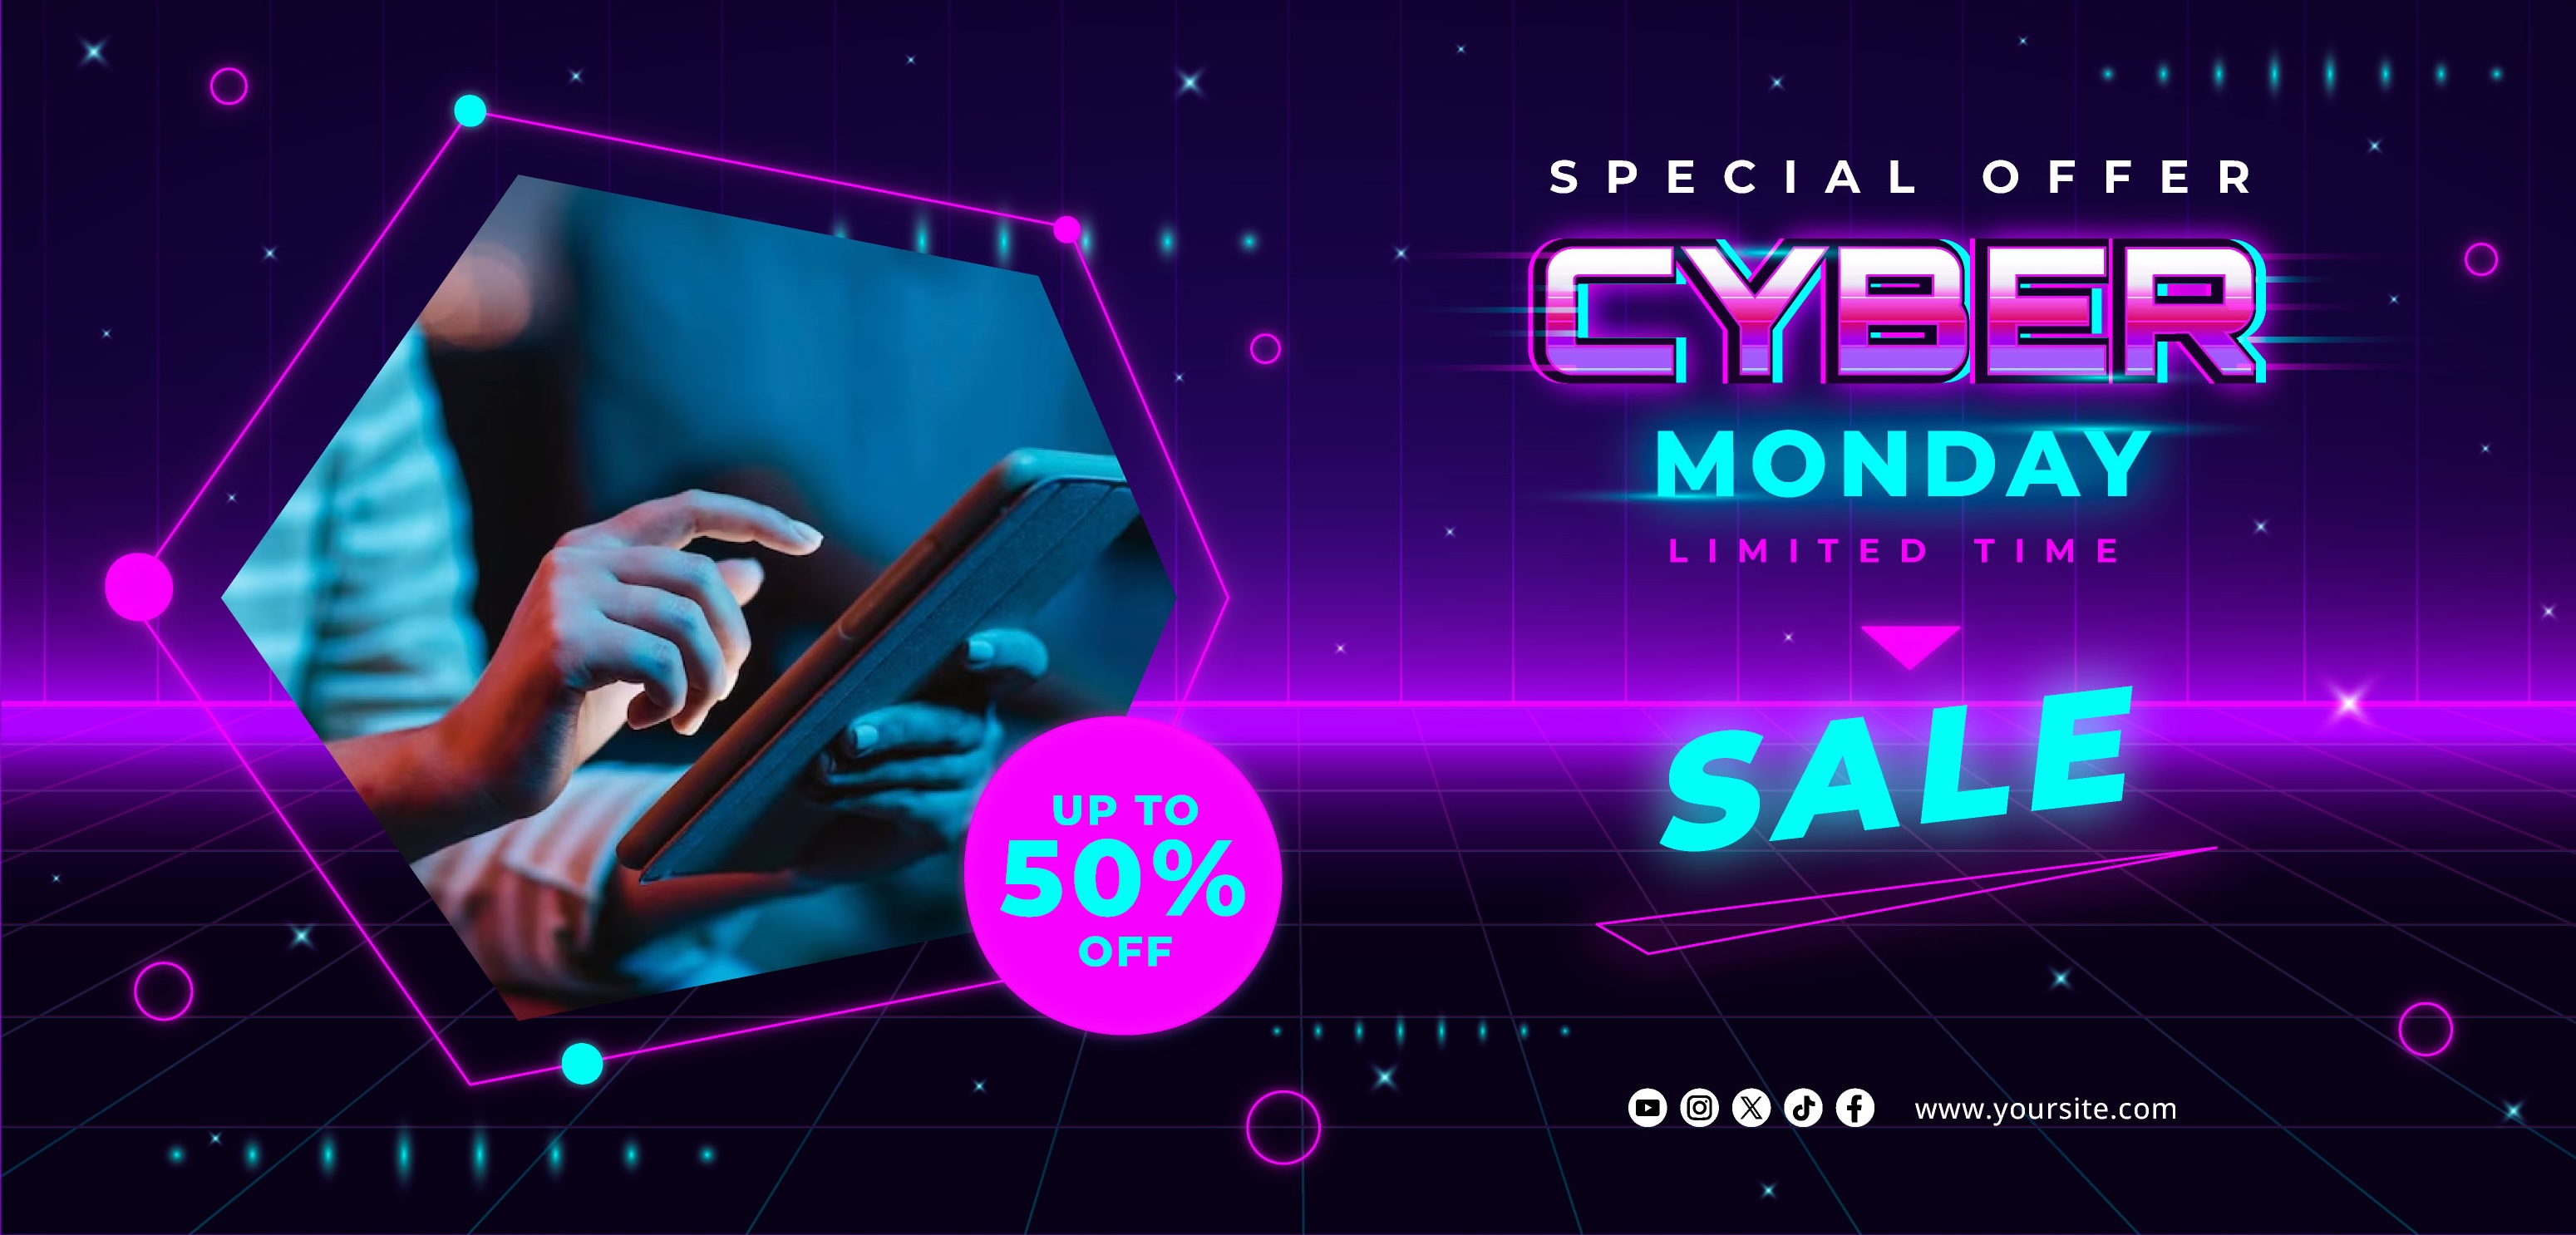 SPECIAL OFFER
CYBER
MONDAY
LIMITED TIME
SALE
UP TO
50%
OFF
www.yoursite.com